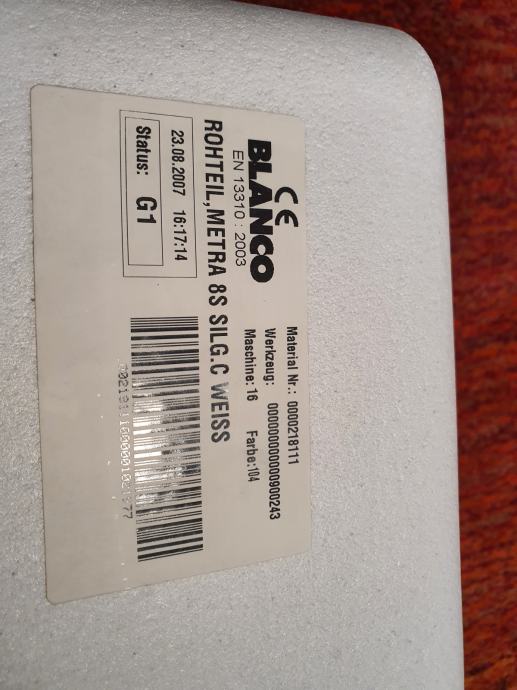 CE
BLANCO
EN 13310 : 2003
Material Nr.: 0000218111
Werkzeug: 000000000000900243
Maschine: 16 Farbe:104
ROHTEIL,METRA 8S SILG.C WEISS
23.08.2007 16:17:14
Status: G1